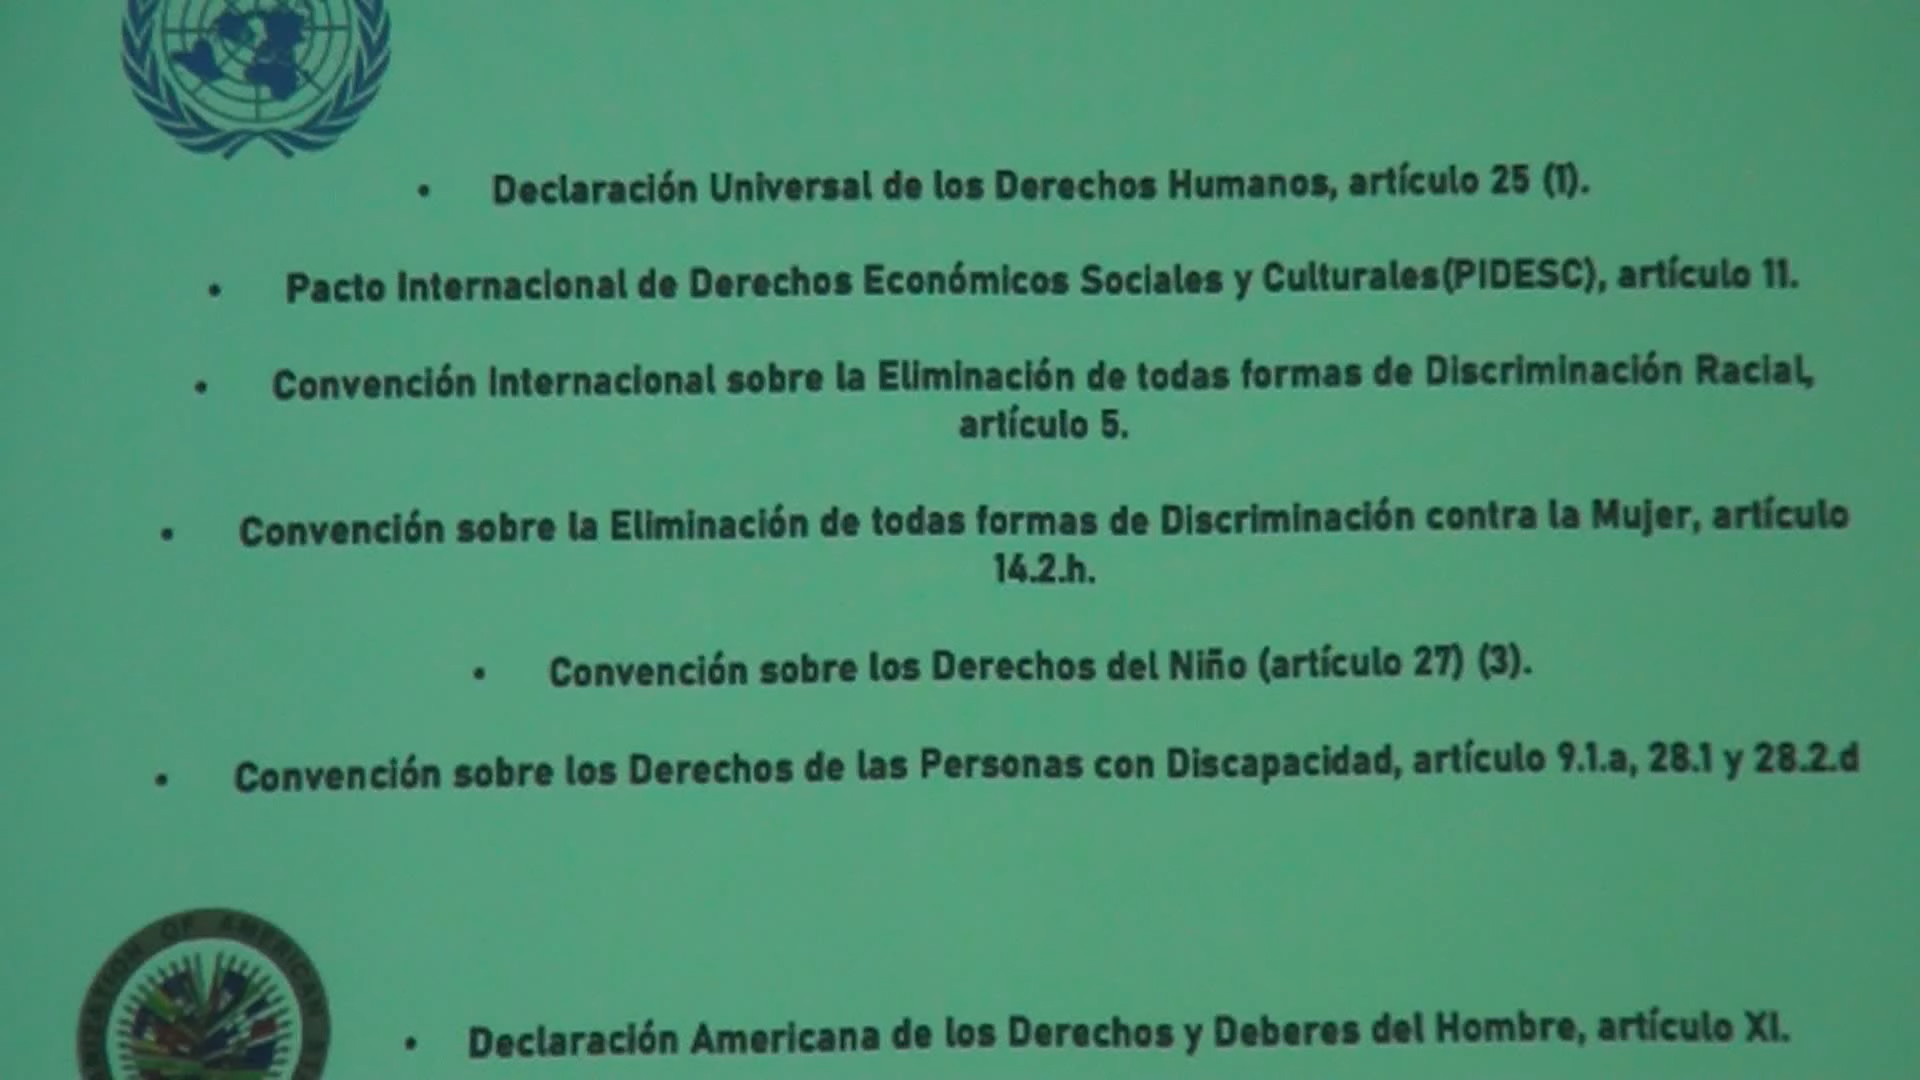 • Declaración Universal de los Derechos Humanos, artículo 25 (1).
• Pacto Internacional de Derechos Económicos Sociales y Culturales(PIDESC), artículo 11.
• Convención Internacional sobre la Eliminación de todas formas de Discriminación Racial,
artículo 5.
• Convención sobre la Eliminación de todas formas de Discriminación contra la Mujer, artículo
14.2.h.
• Convención sobre los Derechos del Niño (artículo 27) (3).
• Convención sobre los Derechos de las Personas con Discapacidad, artículo 9.1.a, 28.1 y 28.2.d
OF AMERICAN
• Declaración Americana de los Derechos y Deberes del Hombre, artículo XI.